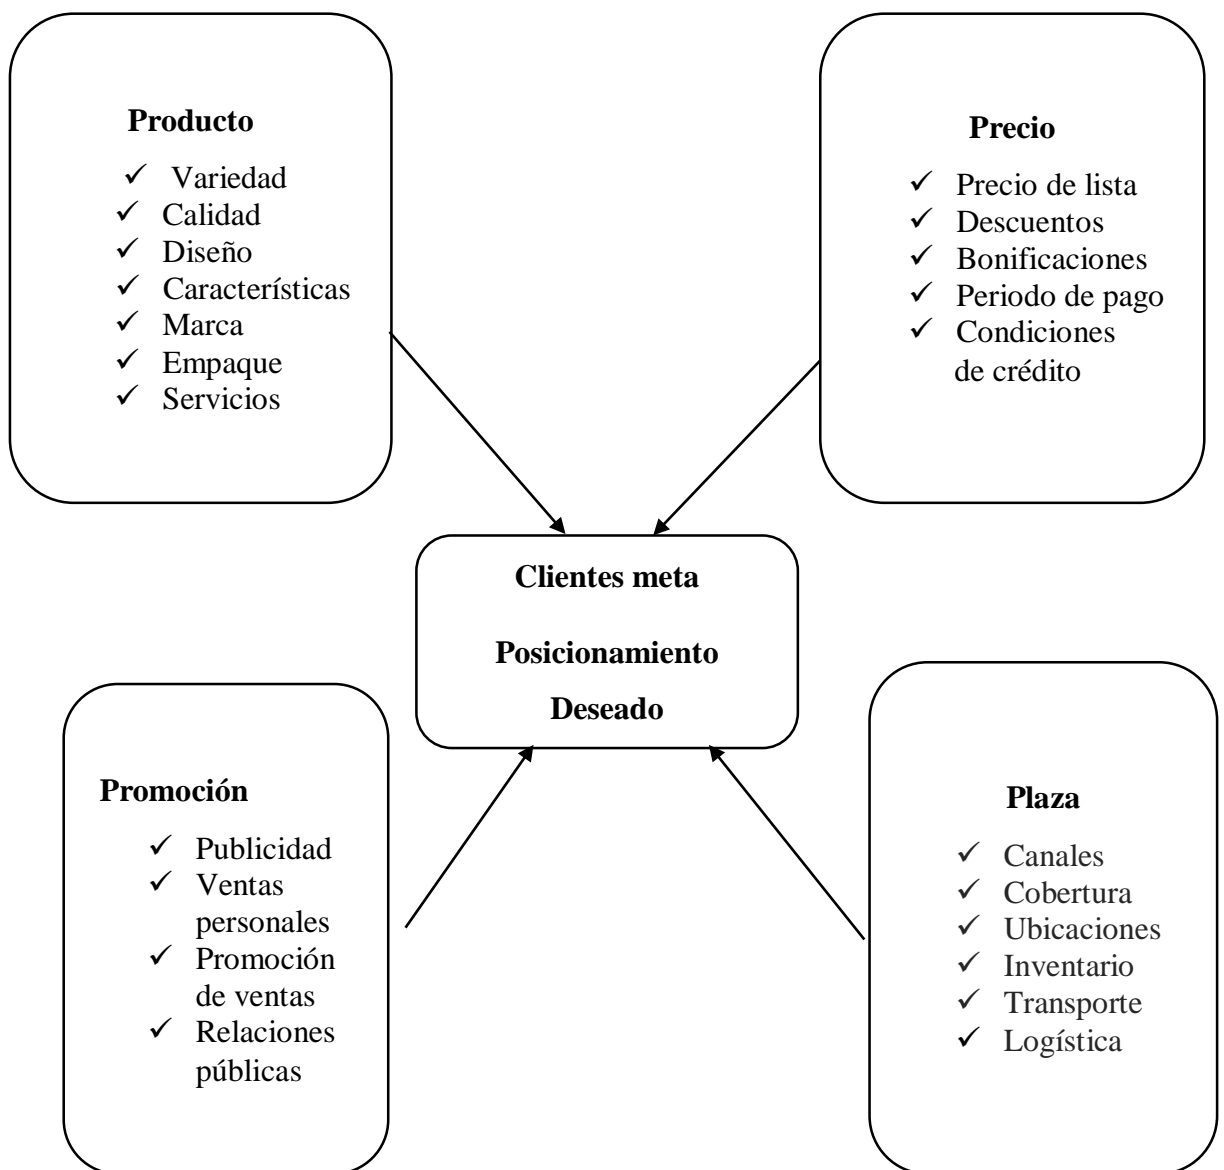 Producto
✓ Variedad
✓ Calidad
✓ Diseño
✓ Características
✓ Marca
✓ Empaque
✓ Servicios
Precio
✓ Precio de lista
✓ Descuentos
✓ Bonificaciones
✓ Periodo de pago
✓ Condiciones
de crédito
Clientes meta
Posicionamiento
Deseado
Promoción
✓ Publicidad
✓ Ventas
personales
✓ Promoción
de ventas
✓ Relaciones
públicas
Plaza
✓ Canales
✓ Cobertura
✓ Ubicaciones
✓ Inventario
✓ Transporte
✓ Logística